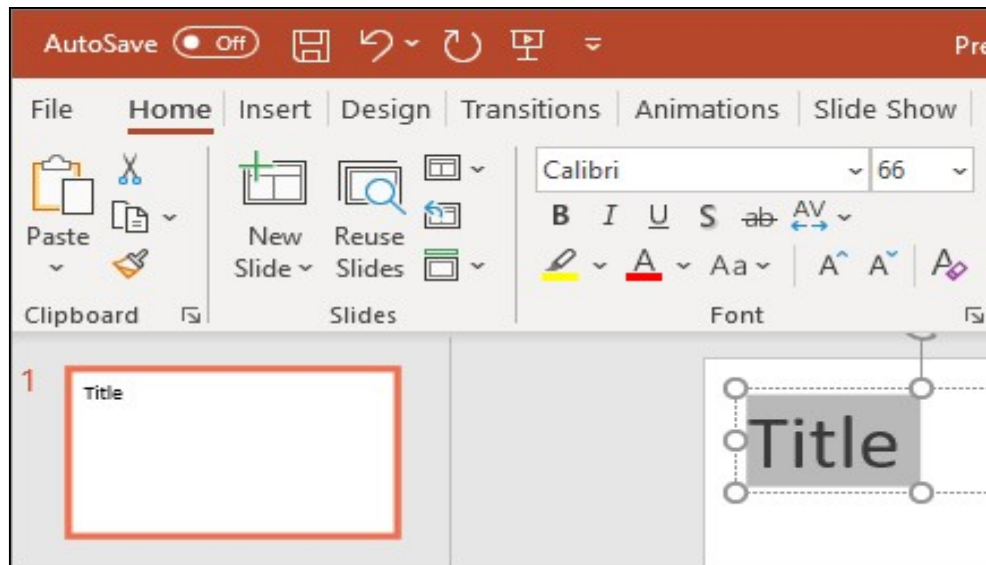 AutoSave Off Pre
File Home Insert Design Transitions Animations Slide Show
Calibri 66
B I U S ab AV
Paste New Reuse
Slide Slides A Aa A A A
Clipboard Slides Font
1 Title
Title